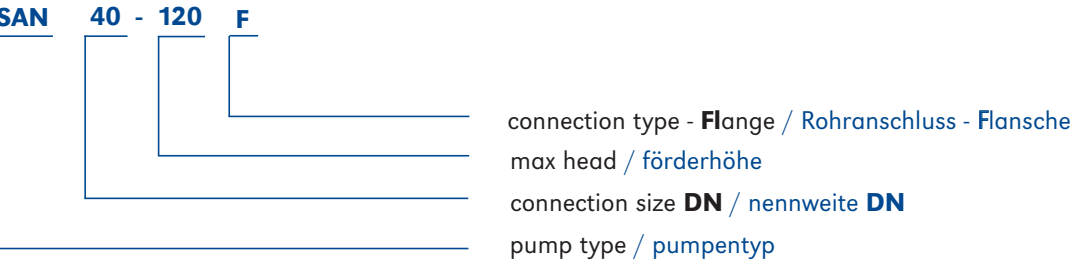 SAN 40 - 120 F
connection type - Flange / Rohranschluss - Flansche
max head / förderhöhe
connection size DN / nennweite DN
pump type / pumpentyp